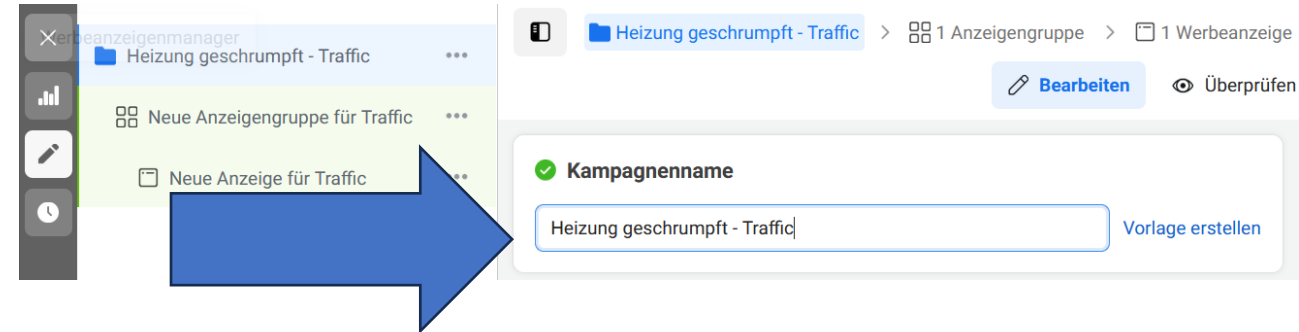 Werbeanzeigenmanager
Heizung geschrumpft - Traffic
Neue Anzeigengruppe für Traffic
Neue Anzeige für Traffic
Heizung geschrumpft - Traffic > 1 Anzeigengruppe > 1 Werbeanzeige
Bearbeiten Überprüfen
Kampagnenname
Heizung geschrumpft - Traffic
Vorlage erstellen